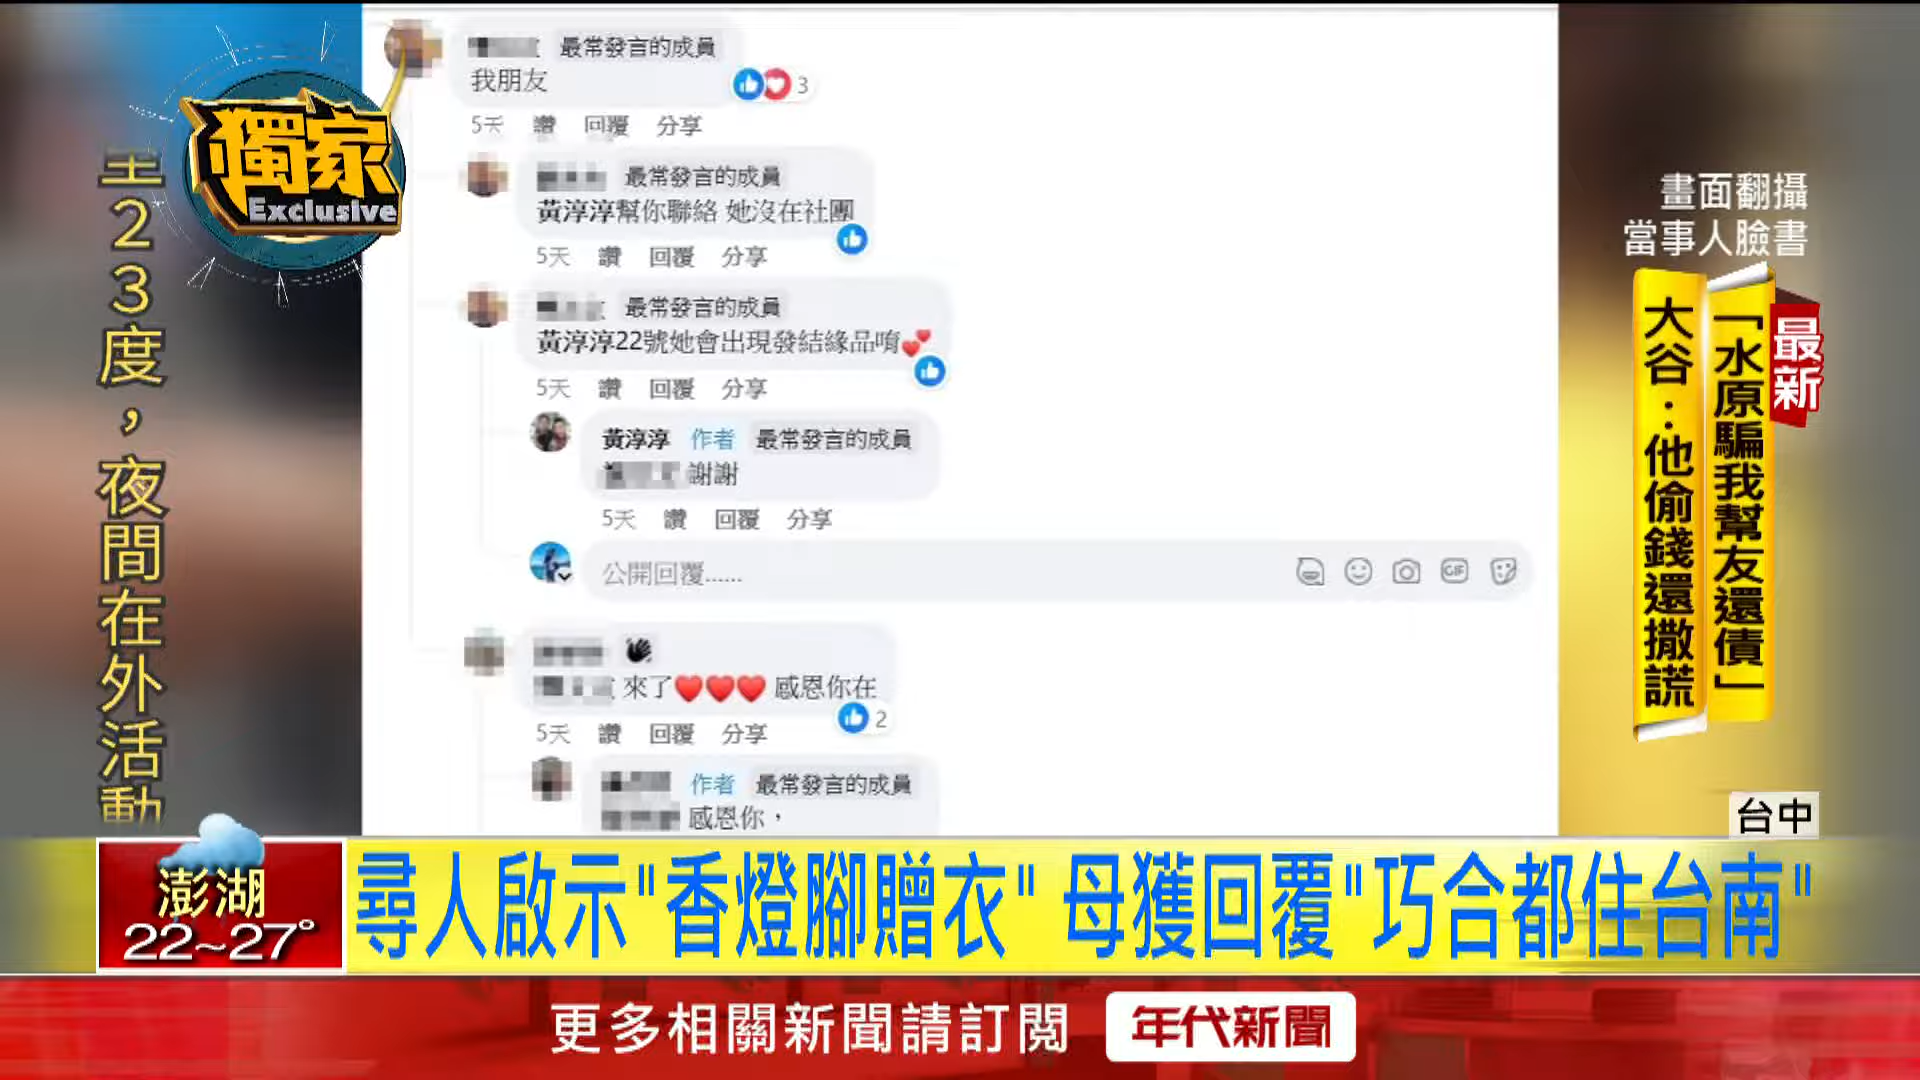 獨家
Exclusive
至23度，夜間在外活動
最常發言的成員
我朋友
3
5天 讚 回覆 分享
最常發言的成員
黃淳淳幫你聯絡 她沒在社團
5天 讚 回覆 分享
最常發言的成員
黃淳淳22號她會出現發結緣品唷💕
5天 讚 回覆 分享
黃淳淳 作者 最常發言的成員
謝謝
5天 讚 回覆 分享
公開回覆......
GIF
👋
來了❤❤❤ 感恩你在
2
5天 讚 回覆 分享
作者 最常發言的成員
感恩你，
畫面翻攝
當事人臉書
最新
「水原騙我幫友還債」
大谷：他偷錢還撒謊
台中
澎湖
22~27°
尋人啟示"香燈腳贈衣" 母獲回覆"巧合都住台南"
更多相關新聞請訂閱 年代新聞